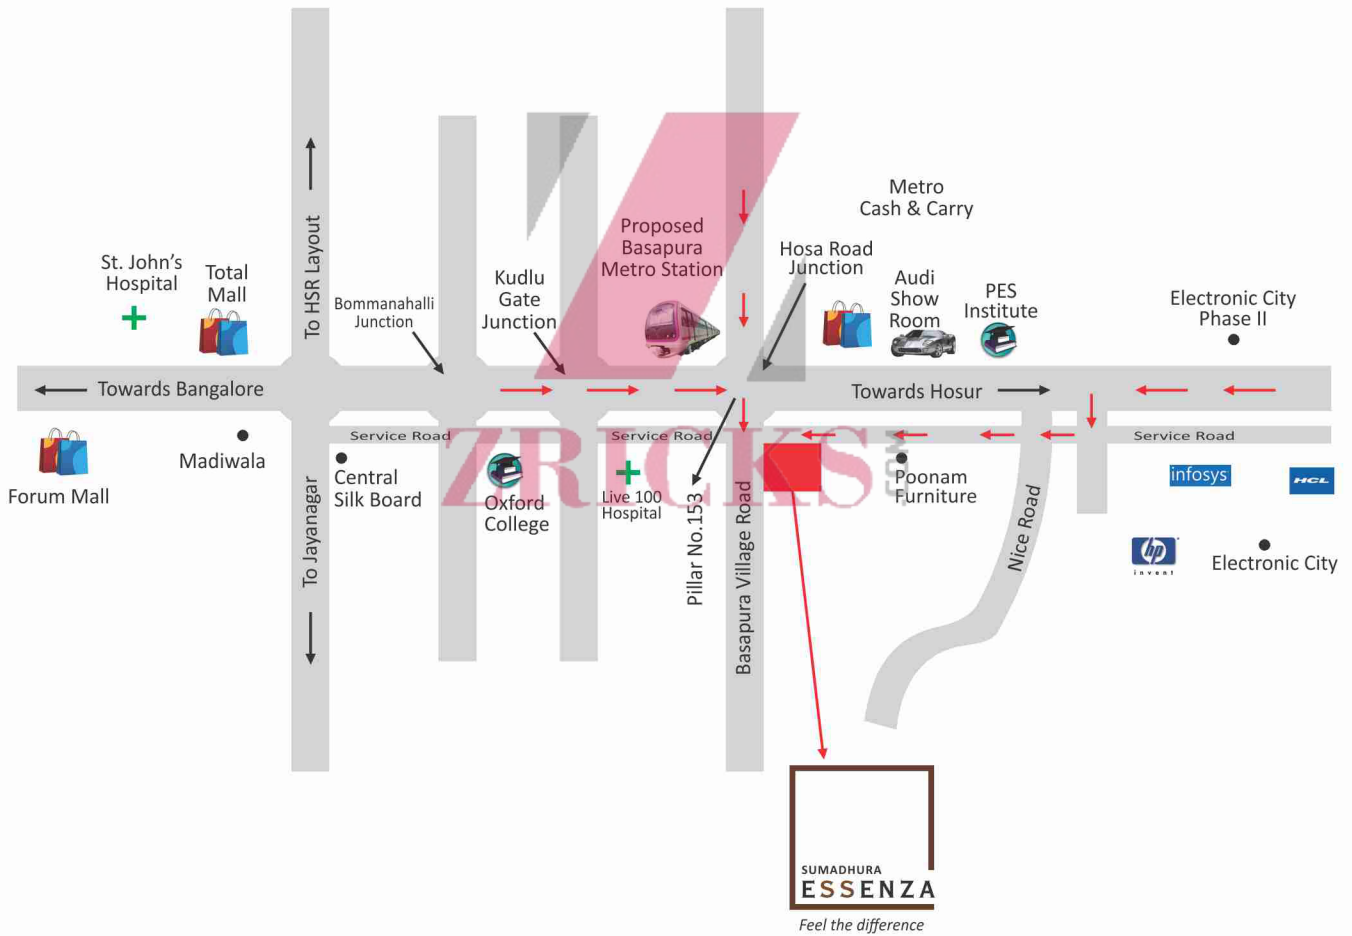 Metro
Cash & Carry
Proposed
Basapura
Metro Station
Hosa Road
Junction
St. John's
Hospital
Total
Mall
To HSR Layout
Bommanahalli
Junction
Kudlu
Gate
Junction
Audi
Show
Room
PES
Institute
Electronic City
Phase II
Towards Bangalore
Towards Hosur
Service Road
Service Road
Service Road
ZRICKS
.COM
Forum Mall
Madiwala
Central
Silk Board
Oxford
College
Live 100
Hospital
Pillar No.153
Basapura Village Road
Poonam
Furniture
Nice Road
infosys
HCL
hp
invent
Electronic City
To Jayanagar
SUMADHURA
ESSENZA
Feel the difference